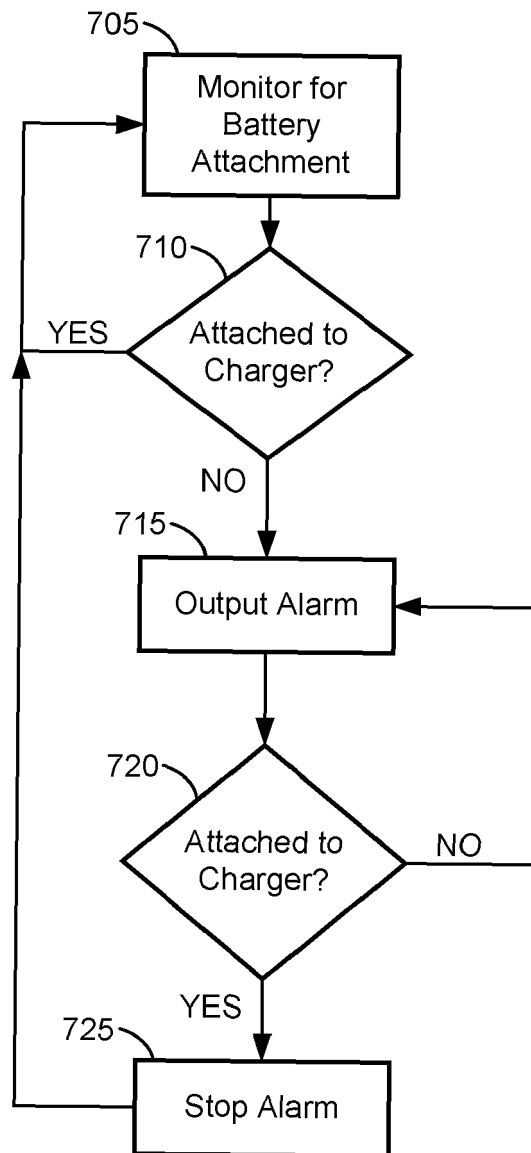 705
Monitor for
Battery
Attachment
710
YES
Attached to
Charger?
NO
715
Output Alarm
720
Attached to
Charger?
NO
YES
725
Stop Alarm